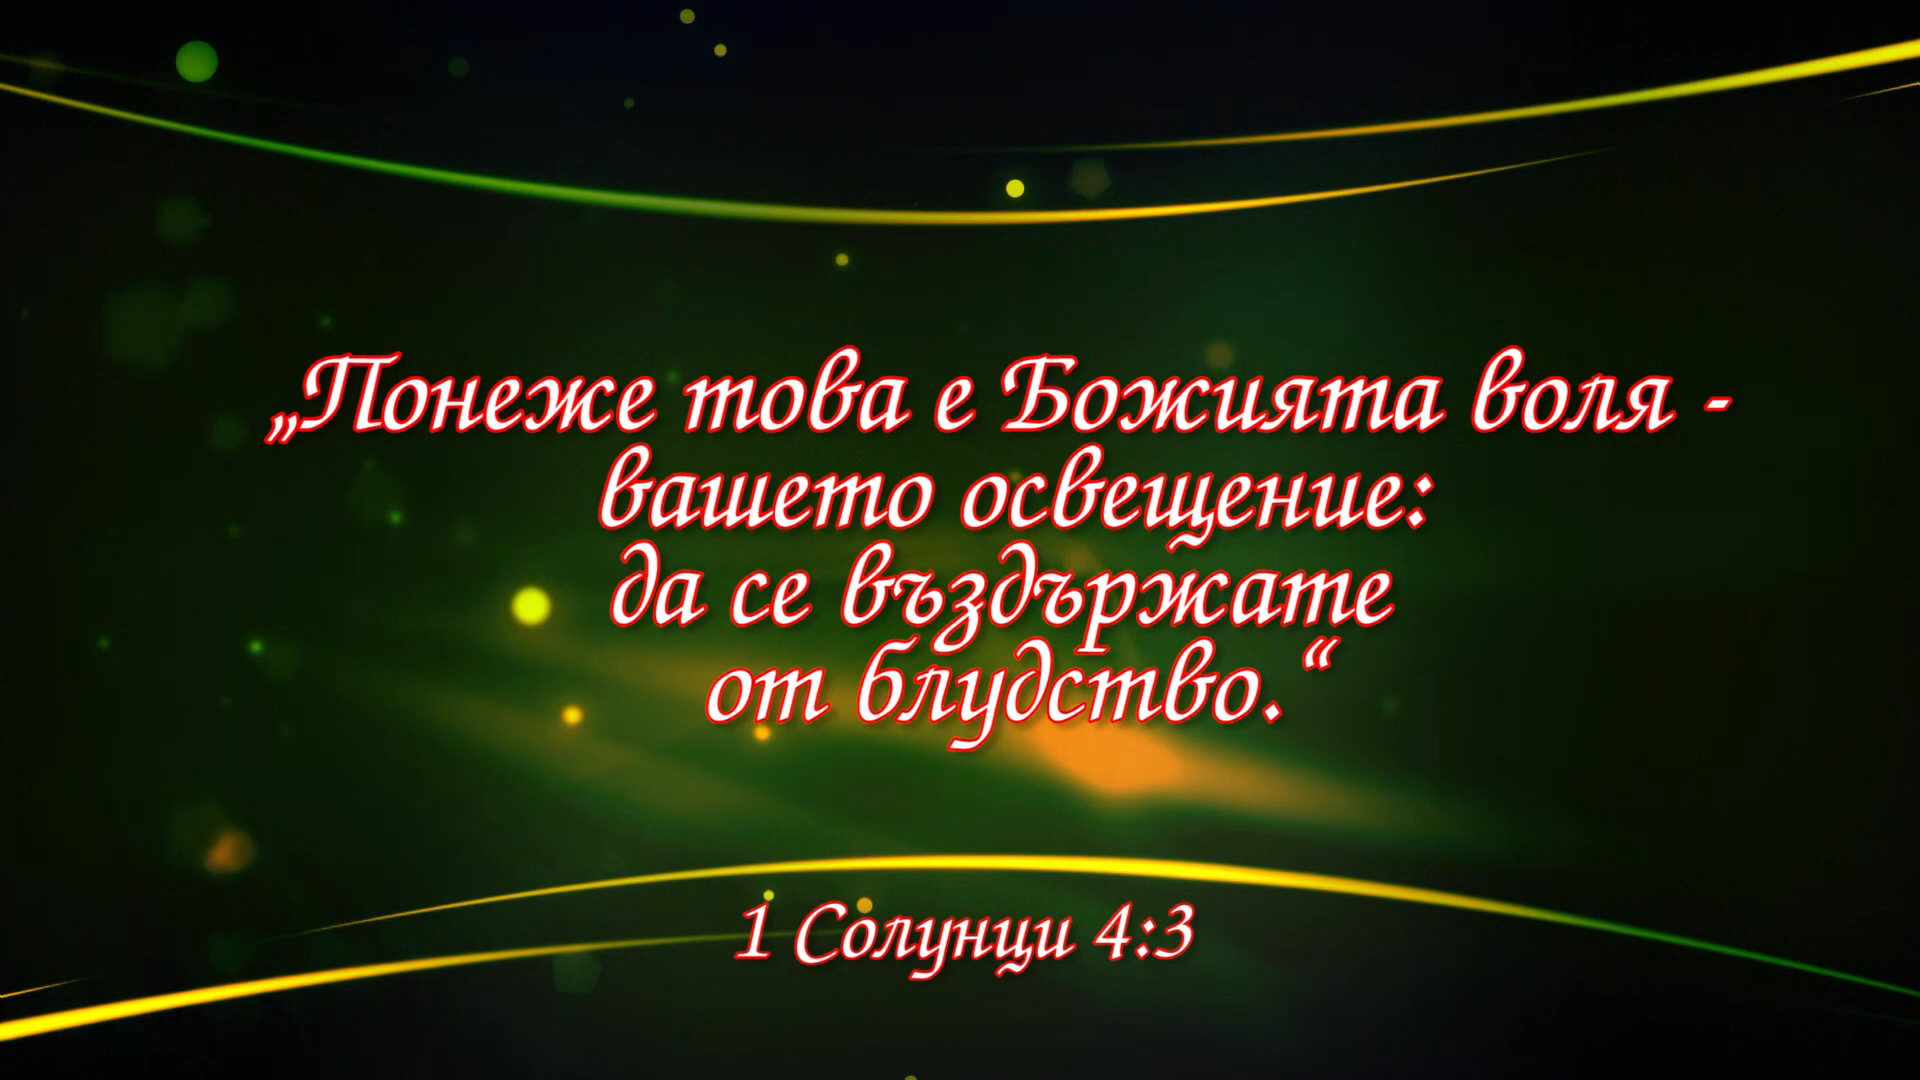 „Понеже това е Божията воля -
вашето освещение:
да се въздържате
от блудство.“
1 Солунци 4:3